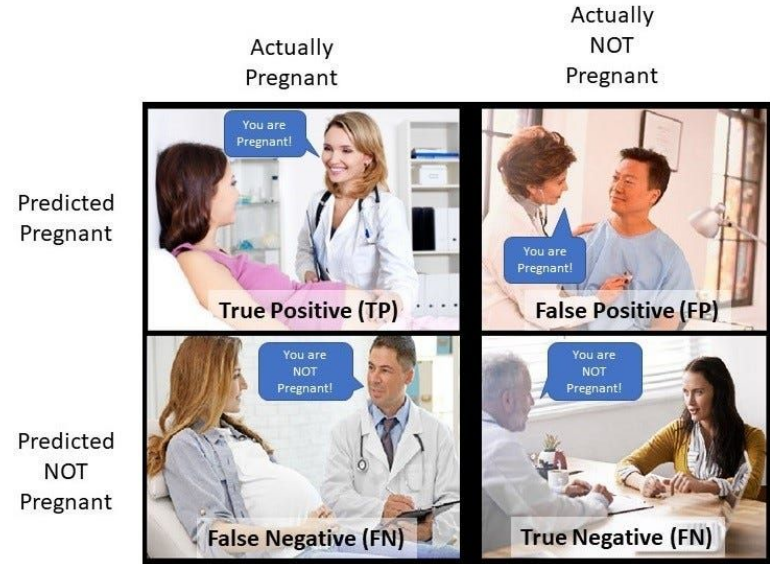 Actually
Pregnant
Actually
NOT
Pregnant
Predicted
Pregnant
You are
Pregnant!
True Positive (TP)
You are
Pregnant!
False Positive (FP)
Predicted
NOT
Pregnant
You are
NOT
Pregnant!
False Negative (FN)
You are
NOT
Pregnant!
True Negative (FN)